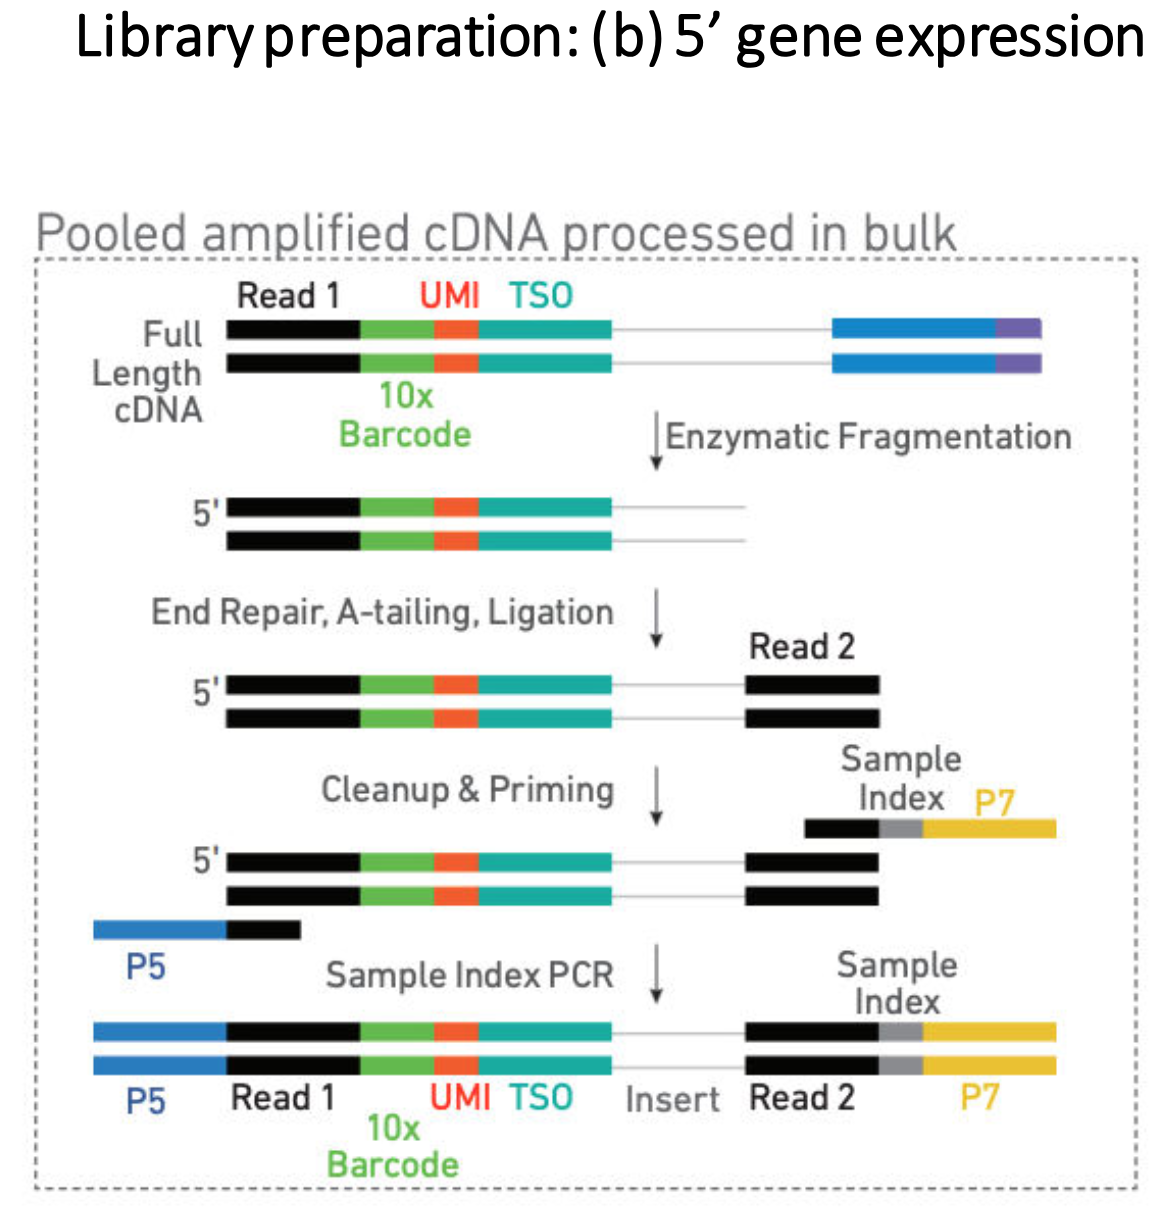 Library preparation: (b) 5′ gene expression
Pooled amplified cDNA processed in bulk
Read 1 UMI TSO
Full
Length
cDNA
10x
Barcode
Enzymatic Fragmentation
5'
End Repair, A-tailing, Ligation
Read 2
5'
Sample
Index P7
Cleanup & Priming
5'
P5
Sample Index PCR
Sample
Index
P5 Read 1 UMI TSO Insert Read 2 P7
10x
Barcode